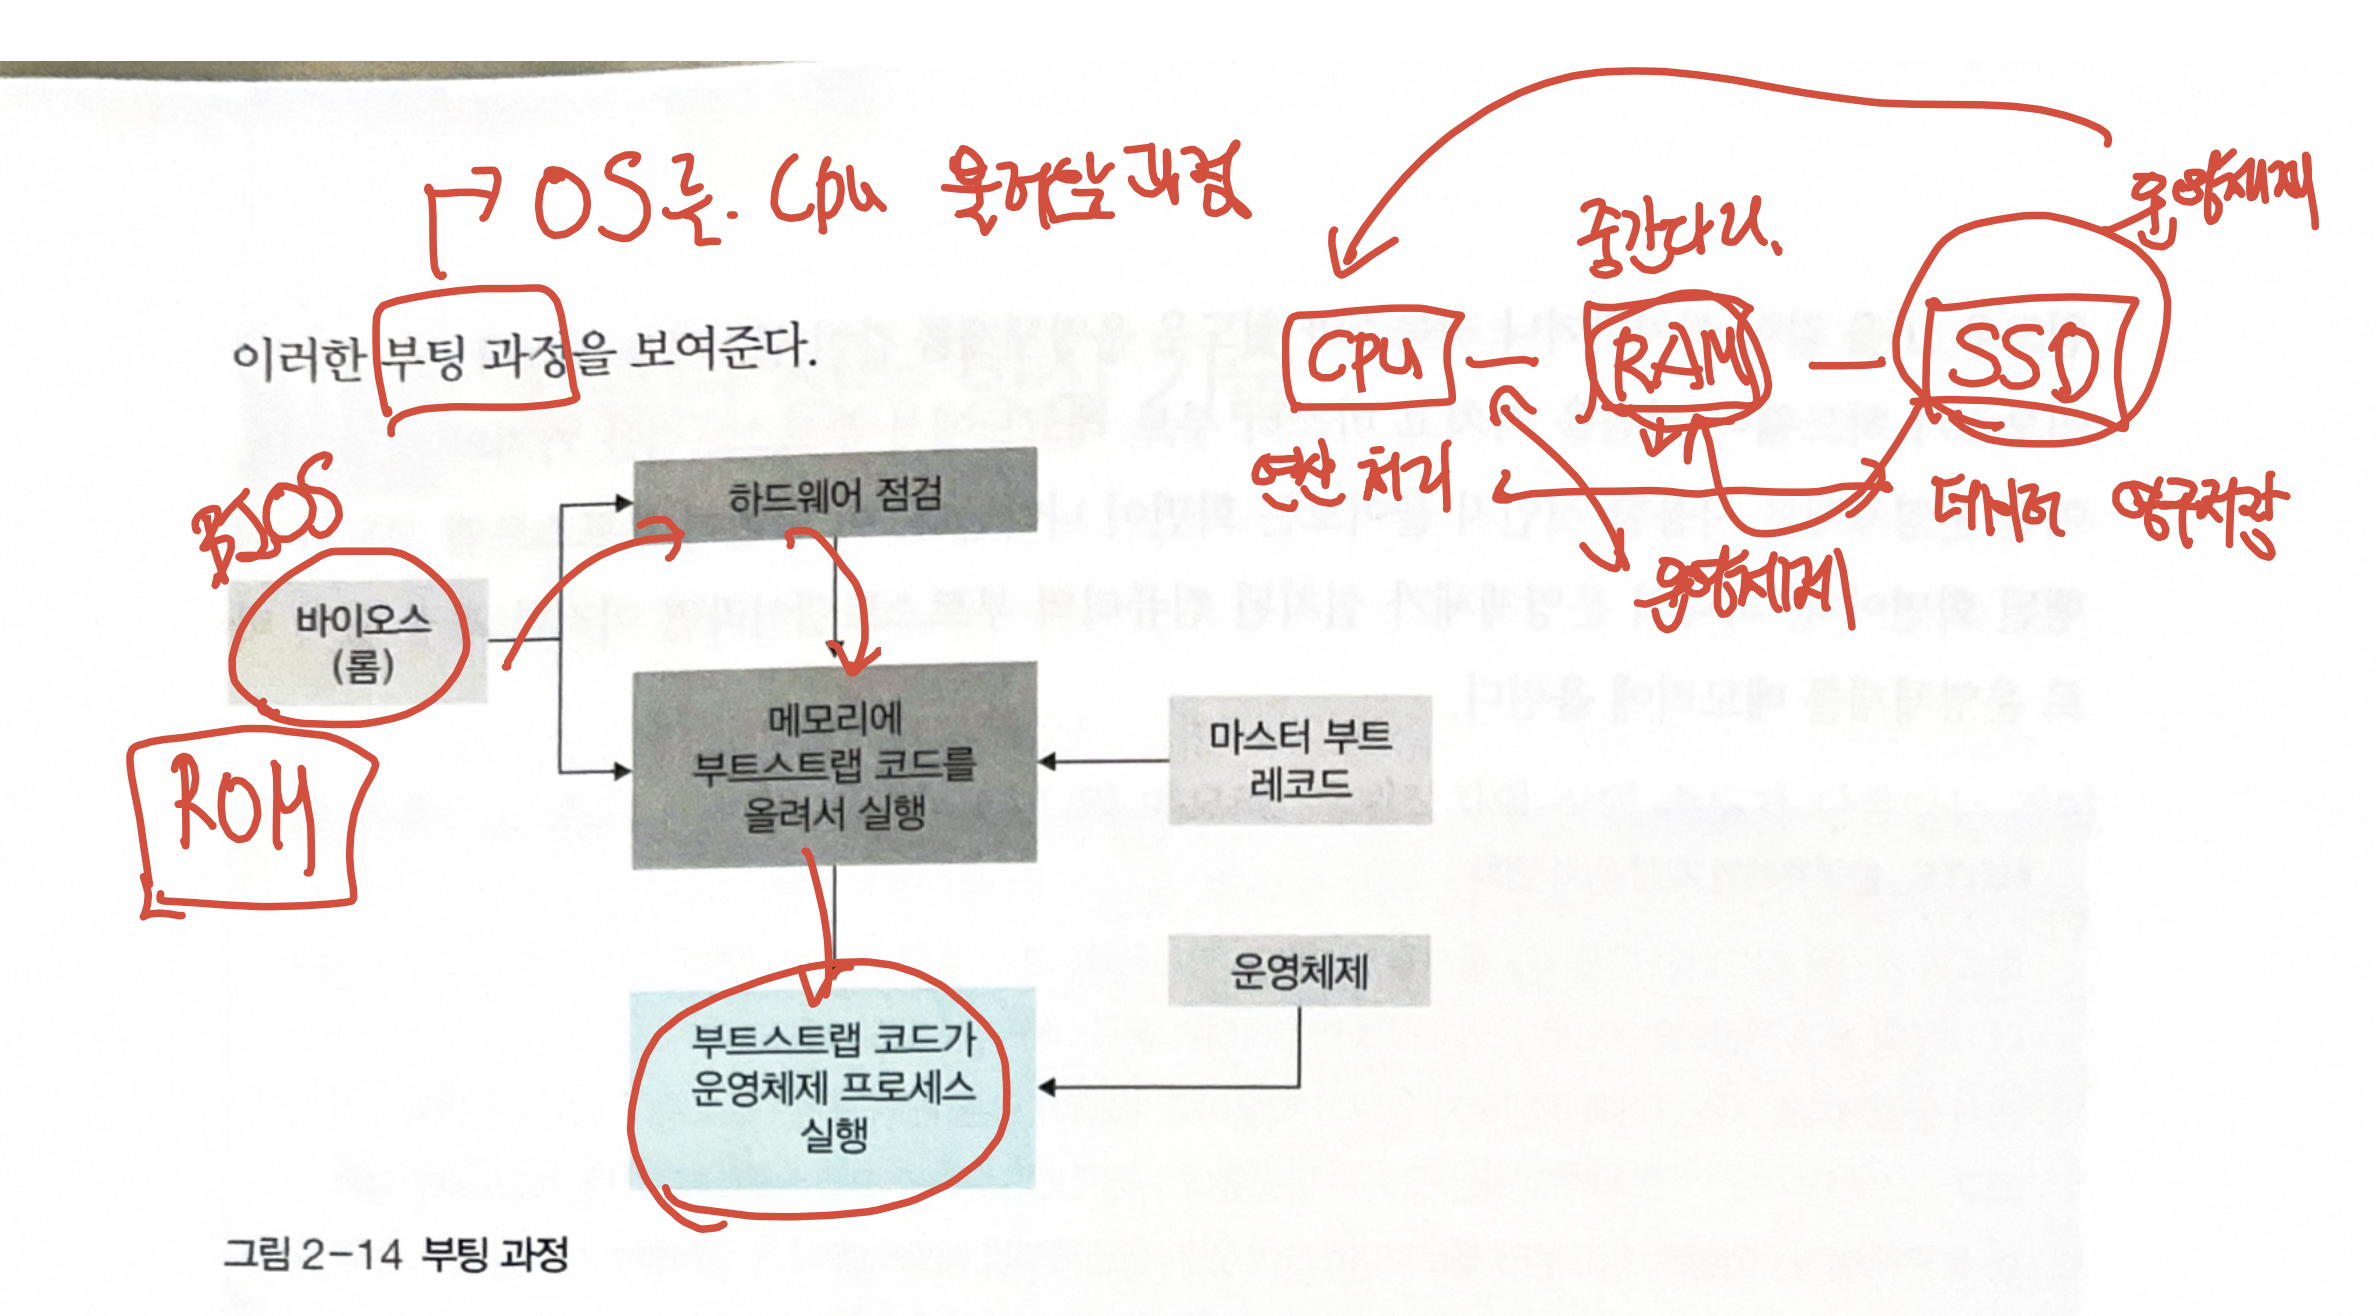 OS를. Cpu 물어보는 과정
운영체제
중간다리.
이러한 부팅 과정을 보여준다.
CPU
RAM
SSD
연산 처리
데이터 영구저장
운영체제
BIOS
하드웨어 점검
바이오스
(롬)
ROM
메모리에
부트스트랩 코드를
올려서 실행
마스터 부트
레코드
운영체제
부트스트랩 코드가
운영체제 프로세스
실행
그림 2-14 부팅 과정